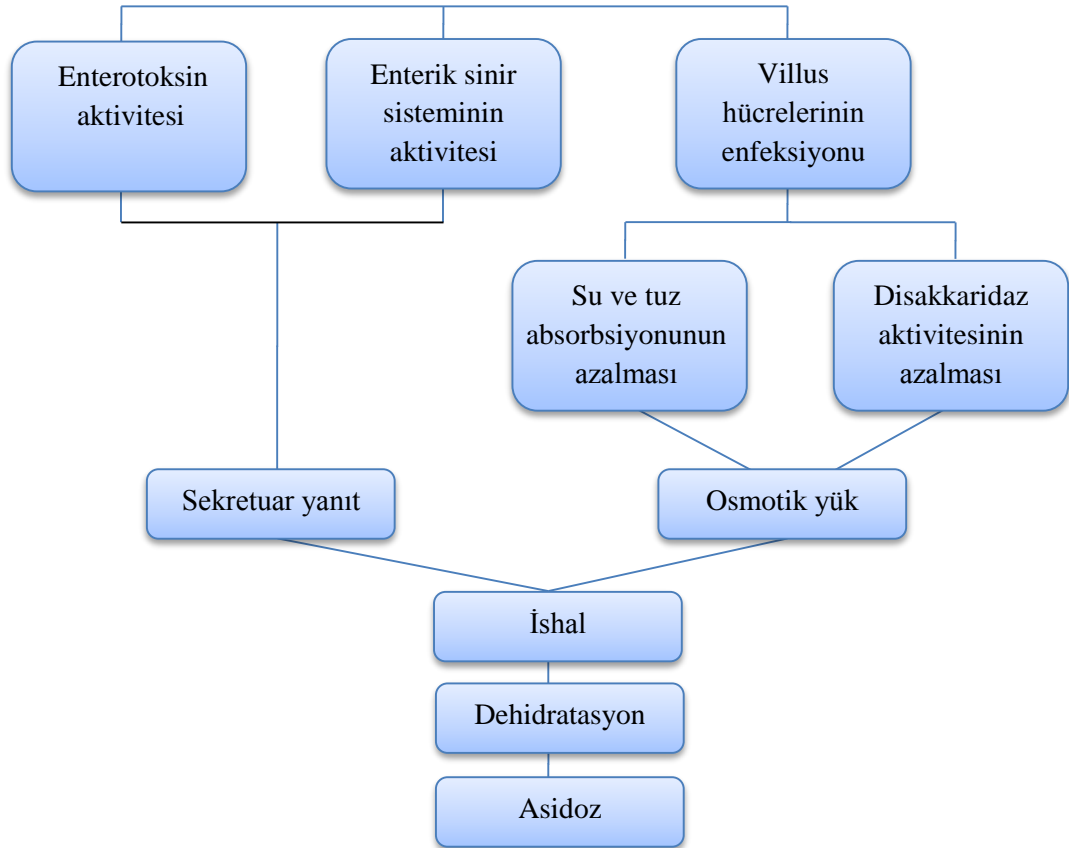 Enterotoksin
aktivitesi
Enterik sinir
sisteminin
aktivitesi
Villus
hücrelerinin
enfeksiyonu
Su ve tuz
absorbsiyonunun
azalması
Disakkaridaz
aktivitesinin
azalması
Sekretuar yanıt
Osmotik yük
İshal
Dehidratasyon
Asidoz